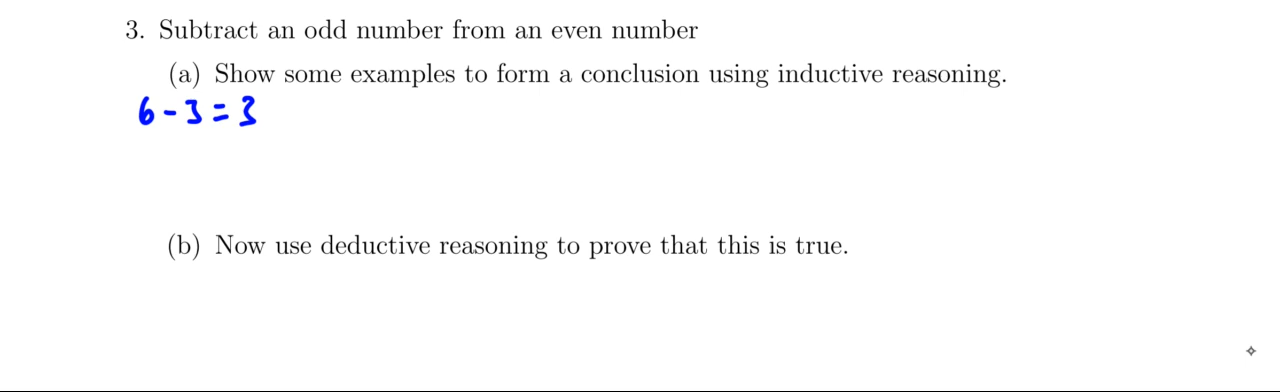 3. Subtract an odd number from an even number
(a) Show some examples to form a conclusion using inductive reasoning.
6-3=3
(b) Now use deductive reasoning to prove that this is true.